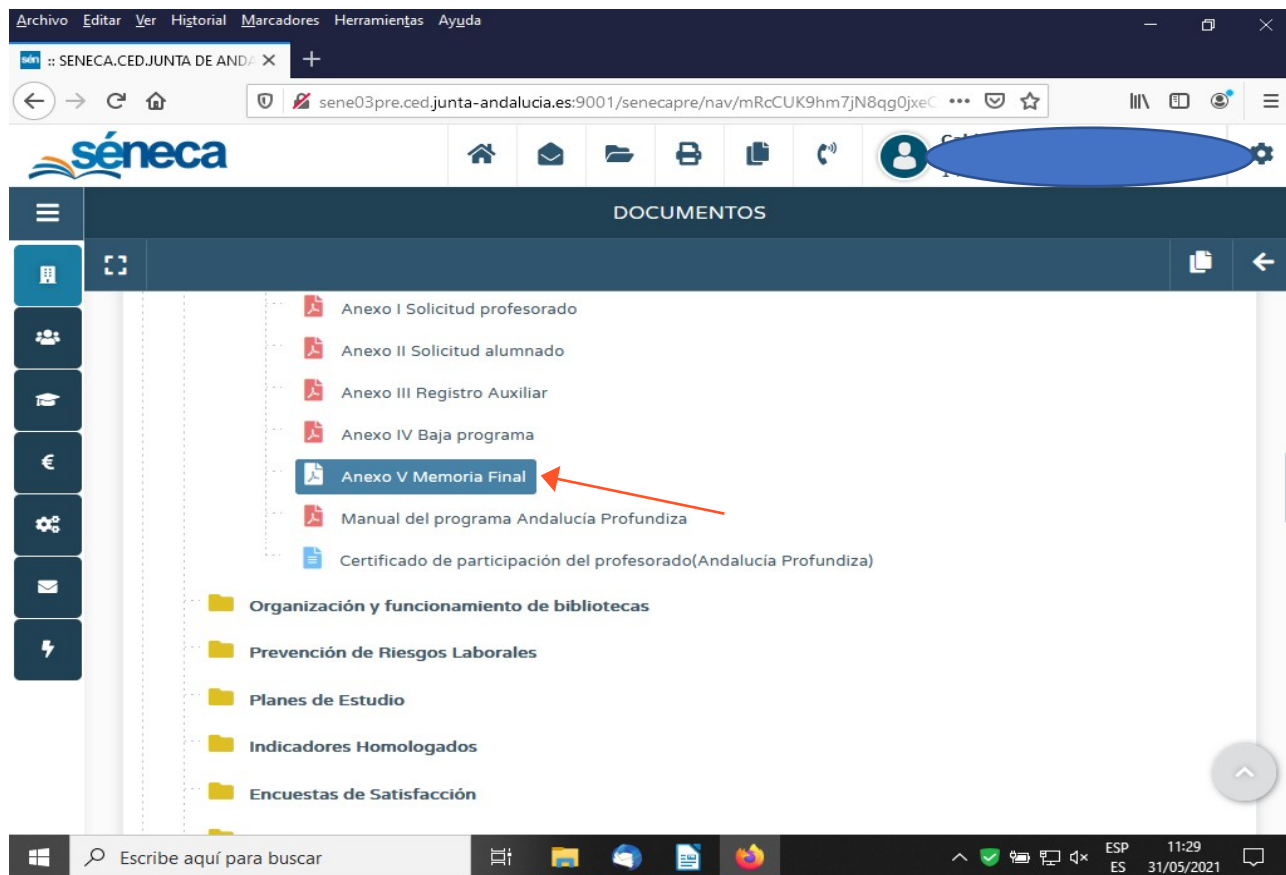 Archivo Editar Ver Historial Marcadores Herramientas Ayuda
sén :: SENECA.CED.JUNTA DE AND
sene03pre.ced.junta-andalucia.es:9001/senecapre/nav/mRcCUK9hm7jN8qg0jxeC
séneca
DOCUMENTOS
Anexo I Solicitud profesorado
Anexo II Solicitud alumnado
Anexo III Registro Auxiliar
Anexo IV Baja programa
Anexo V Memoria Final
Manual del programa Andalucía Profundiza
Certificado de participación del profesorado(Andalucía Profundiza)
Organización y funcionamiento de bibliotecas
Prevención de Riesgos Laborales
Planes de Estudio
Indicadores Homologados
Encuestas de Satisfacción
€
Escribe aquí para buscar
ESP 11:29
ES 31/05/2021